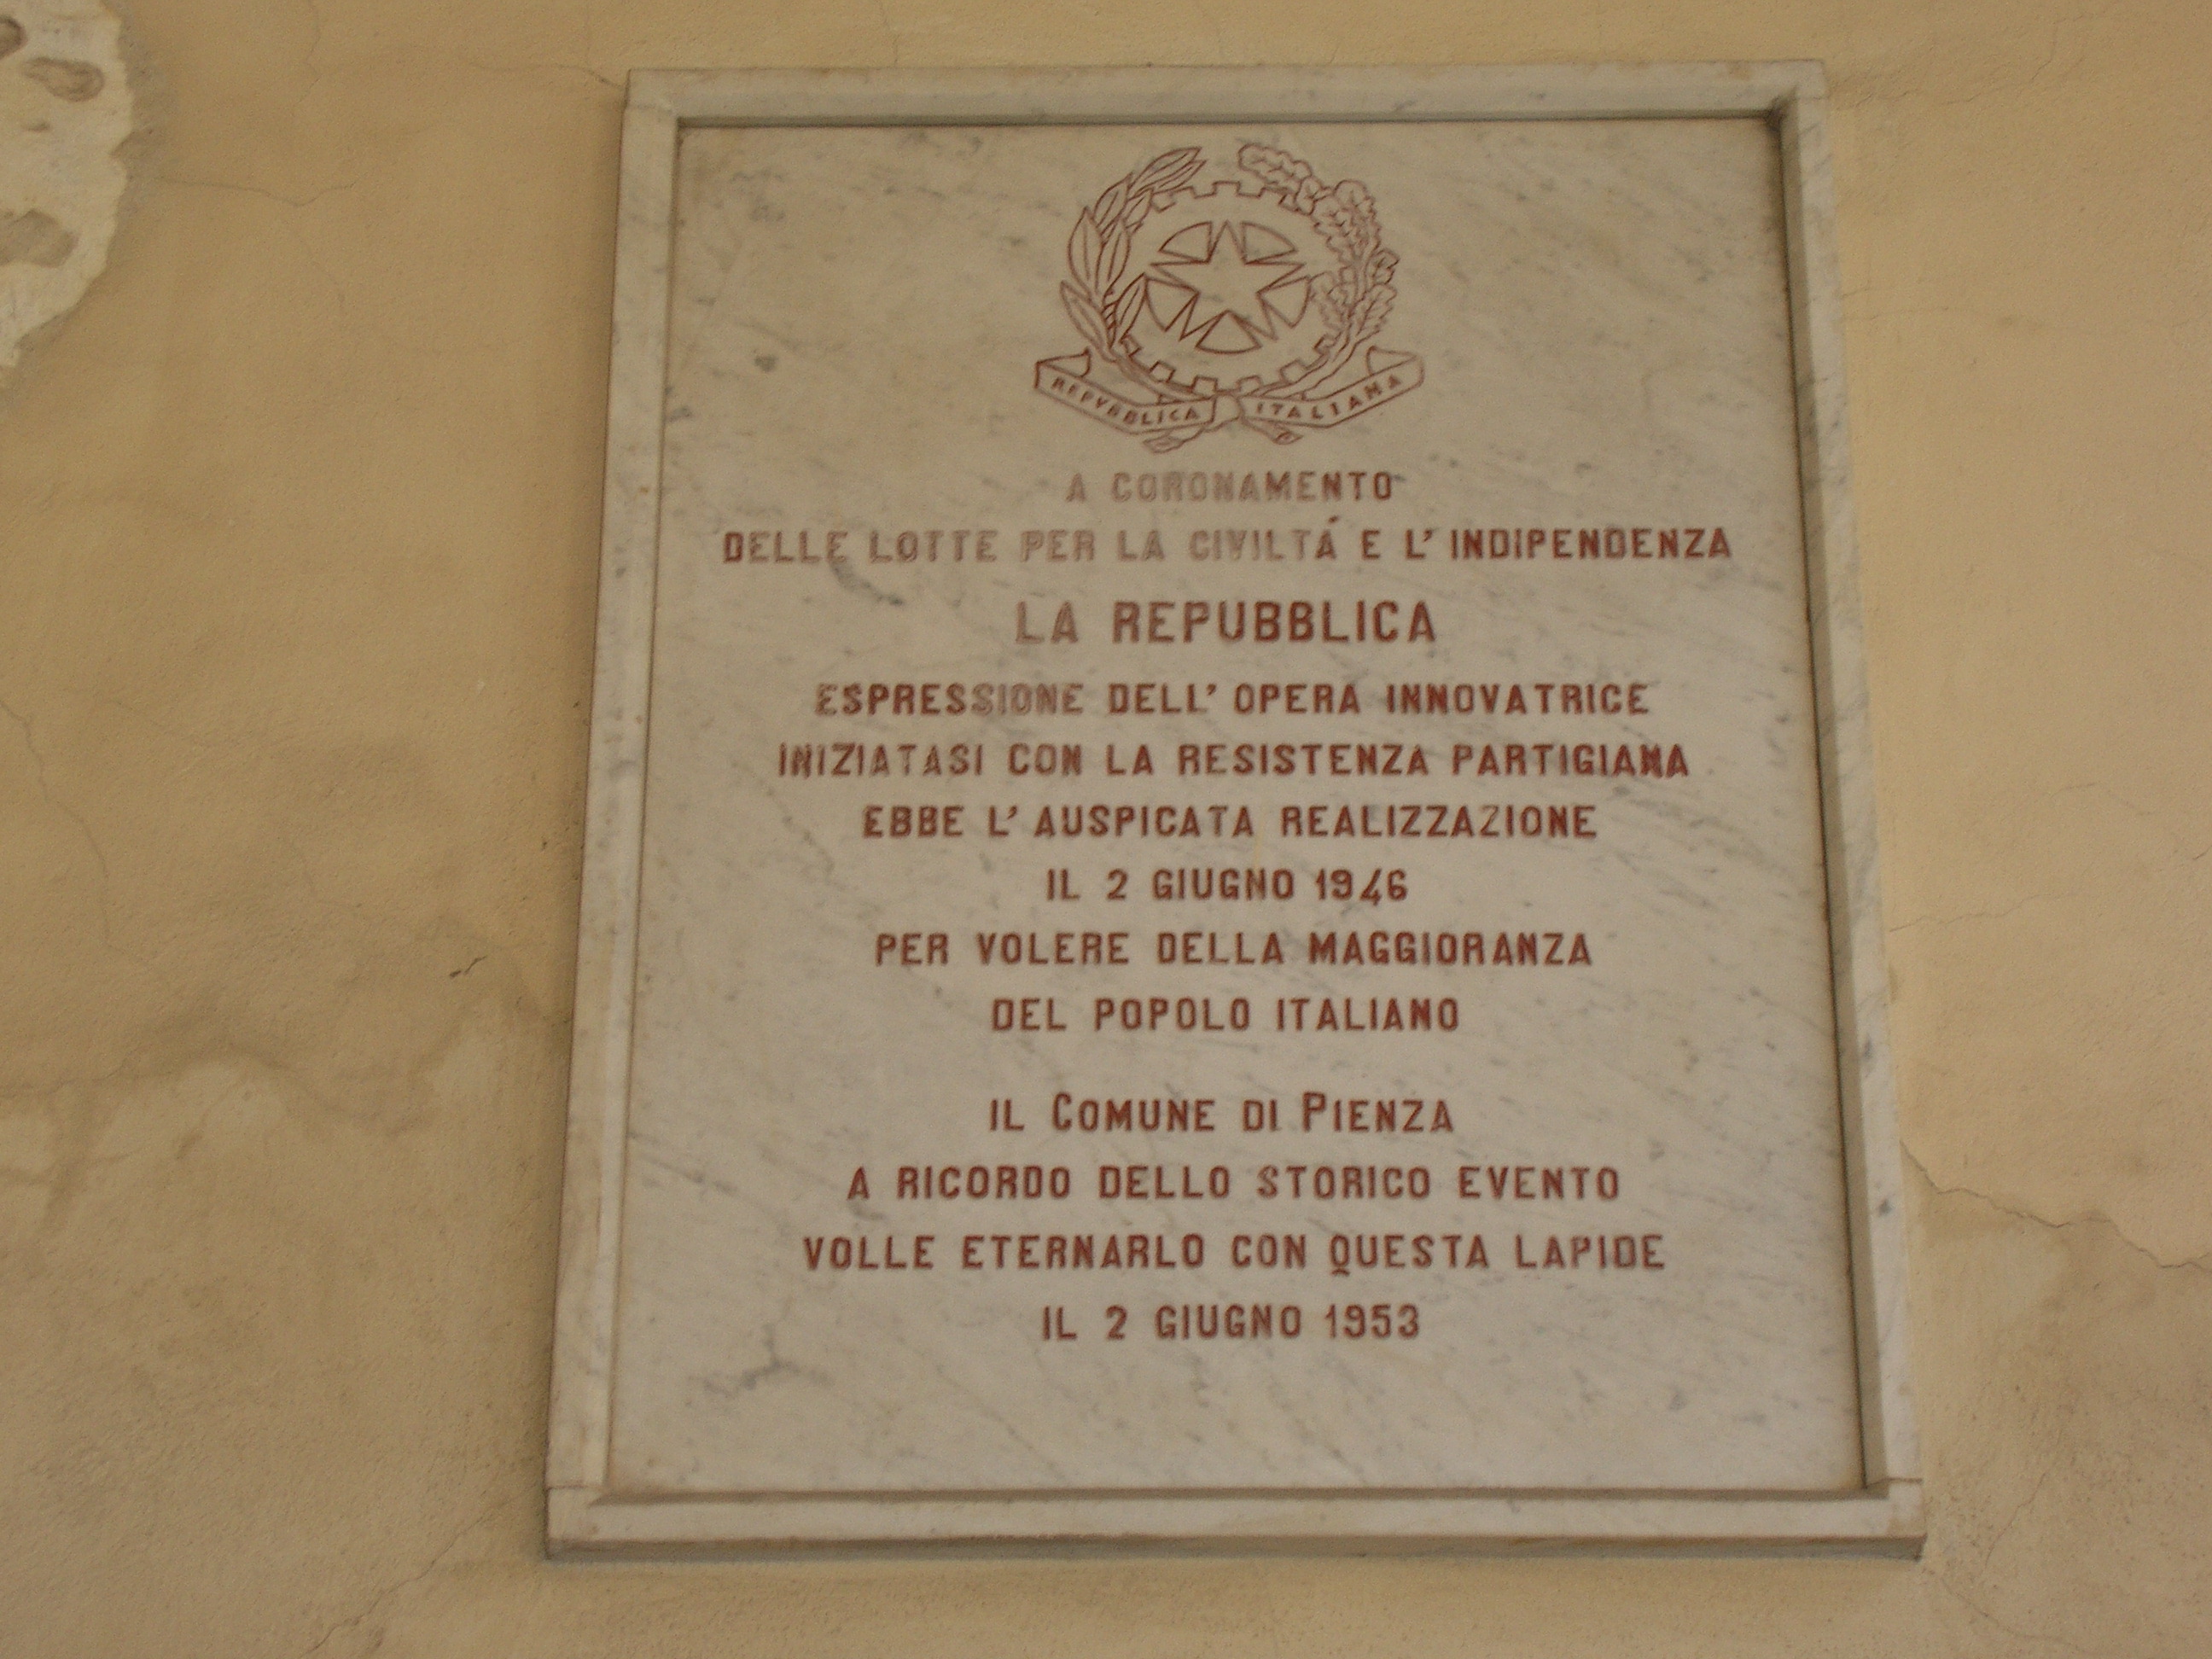 REPVBBLICA ITALIANA
A CORONAMENTO
DELLE LOTTE PER LA CIVILTÁ E L' INDIPENDENZA
LA REPUBBLICA
ESPRESSIONE DELL' OPERA INNOVATRICE
INIZIATASI CON LA RESISTENZA PARTIGIANA
EBBE L' AUSPICATA REALIZZAZIONE
IL 2 GIUGNO 1946
PER VOLERE DELLA MAGGIORANZA
DEL POPOLO ITALIANO
IL COMUNE DI PIENZA
A RICORDO DELLO STORICO EVENTO
VOLLE ETERNARLO CON QUESTA LAPIDE
IL 2 GIUGNO 1953